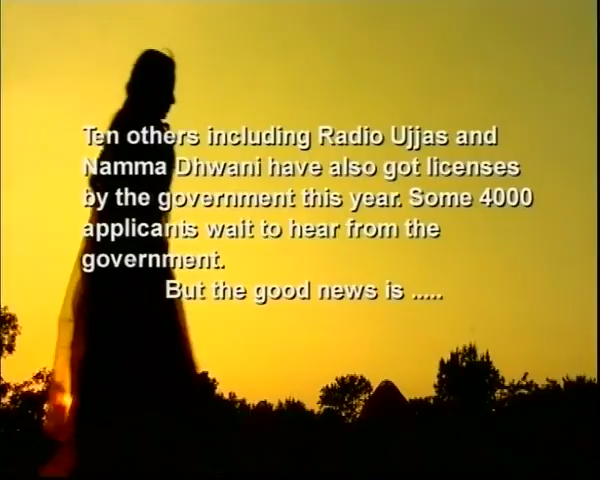 Ten others including Radio Ujjas and
Namma Dhwani have also got licenses
by the government this year. Some 4000
applicants wait to hear from the
government.
But the good news is .....